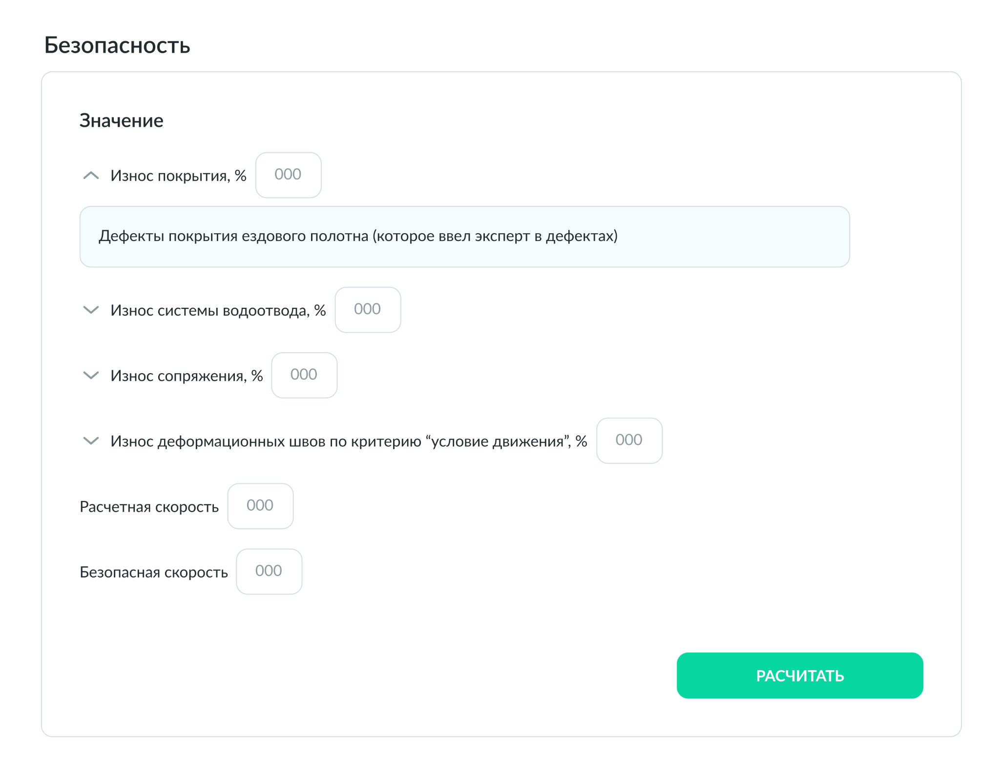 Безопасность
Значение
Износ покрытия, % 000
Дефекты покрытия ездового полотна (которое ввел эксперт в дефектах)
Износ системы водоотвода, % 000
Износ сопряжения, % 000
Износ деформационных швов по критерию “условие движения”, % 000
Расчетная скорость 000
Безопасная скорость 000
РАСЧИТАТЬ